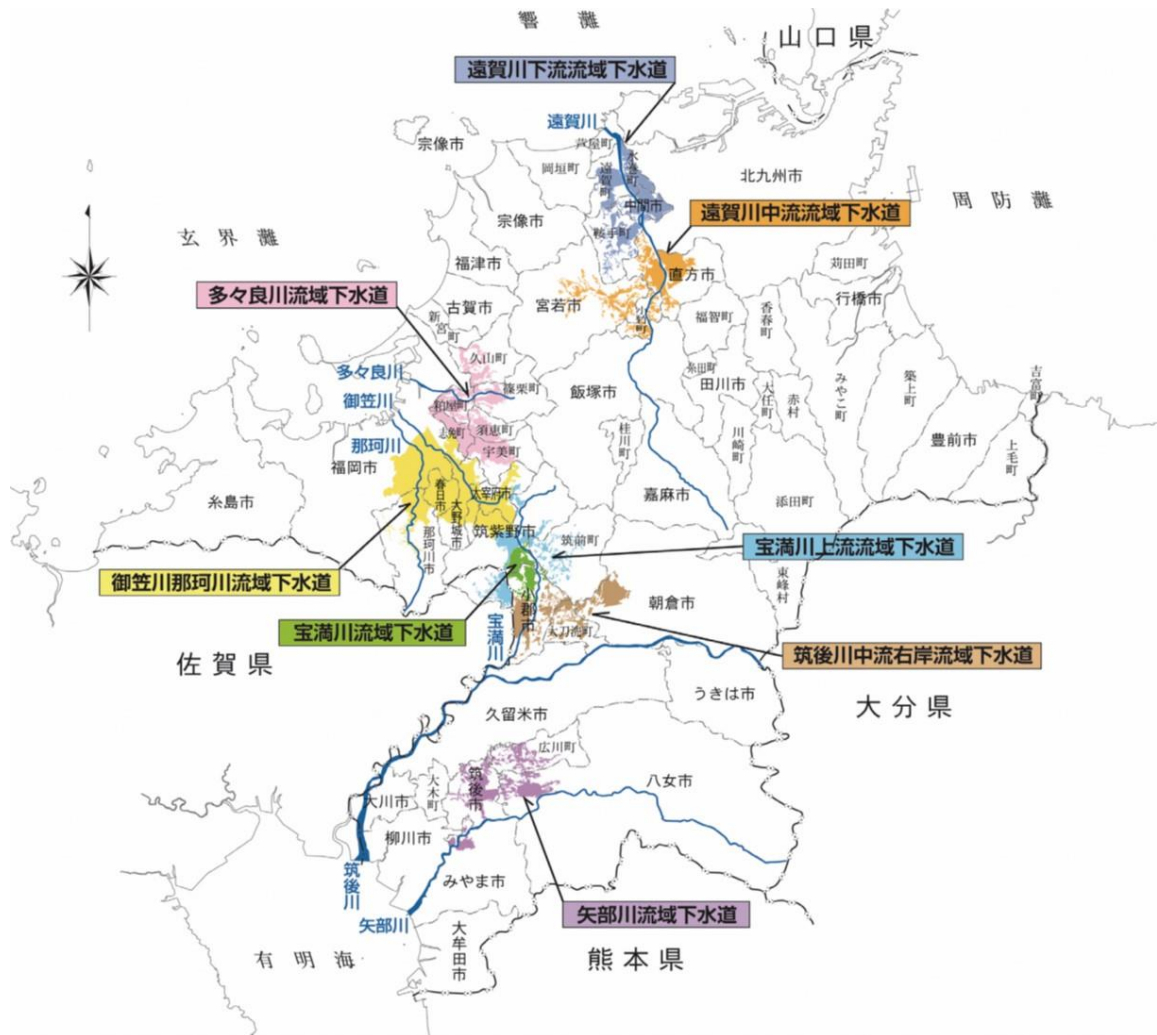 響灘
山口県
遠賀川下流流域下水道
遠賀川
芦屋町
水巻町
宗像市
岡垣町
遠賀町
北九州市
中間市
周防灘
遠賀川中流流域下水道
宗像市
鞍手町
玄界灘
福津市
直方市
苅田町
多々良川流域下水道
古賀市
宮若市
行橋市
新宮町
小竹町
福智町
香春町
久山町
多々良川
篠栗町
飯塚市
糸田町
田川市
大任町
赤村
みやこ町
築上町
吉富町
御笠川
粕屋町
志免町
須恵町
桂川町
川崎町
豊前市
上毛町
那珂川
宇美町
福岡市
糸島市
春日市
大野城市
太宰府市
嘉麻市
添田町
筑紫野市
那珂川市
筑前町
宝満川上流流域下水道
東峰村
御笠川那珂川流域下水道
小郡市
朝倉市
宝満川流域下水道
宝満川
大刀洗町
筑後川中流右岸流域下水道
佐賀県
うきは市
大分県
久留米市
広川町
筑後市
八女市
大川市
大木町
柳川市
筑後川
みやま市
矢部川流域下水道
矢部川
有明海
大牟田市
熊本県